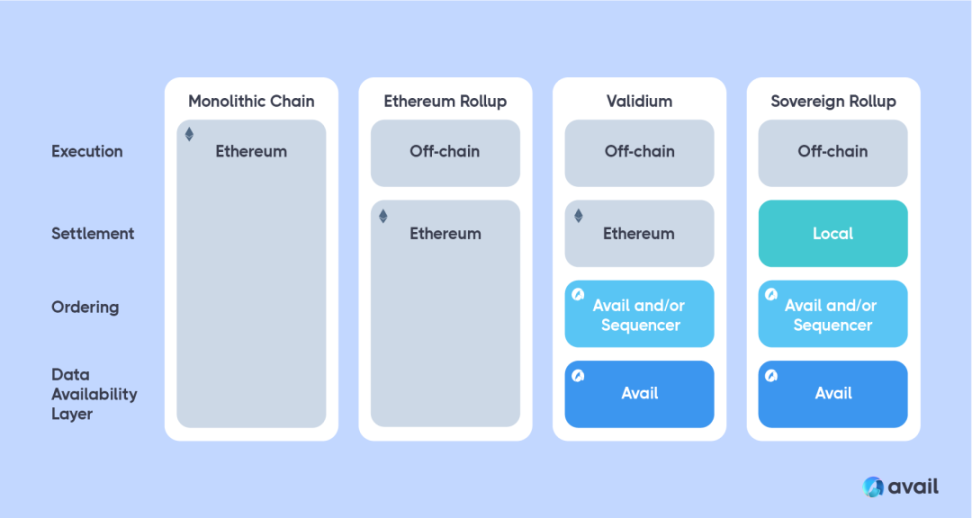 Monolithic Chain
Ethereum Rollup
Validium
Sovereign Rollup
Execution
Ethereum
Off-chain
Off-chain
Off-chain
Settlement
Ethereum
Ethereum
Local
Ordering
Avail and/or
Sequencer
Avail and/or
Sequencer
Data
Availability
Layer
Avail
Avail
avail